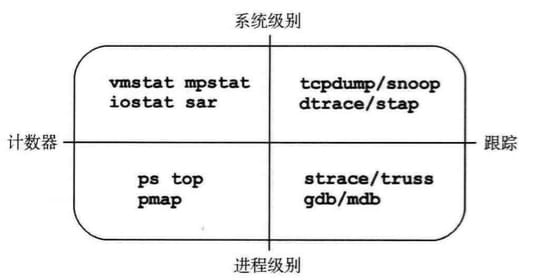 系统级别
vmstat mpstat
iostat sar
tcpdump/snoop
dtrace/stap
计数器
跟踪
ps top
pmap
strace/truss
gdb/mdb
进程级别